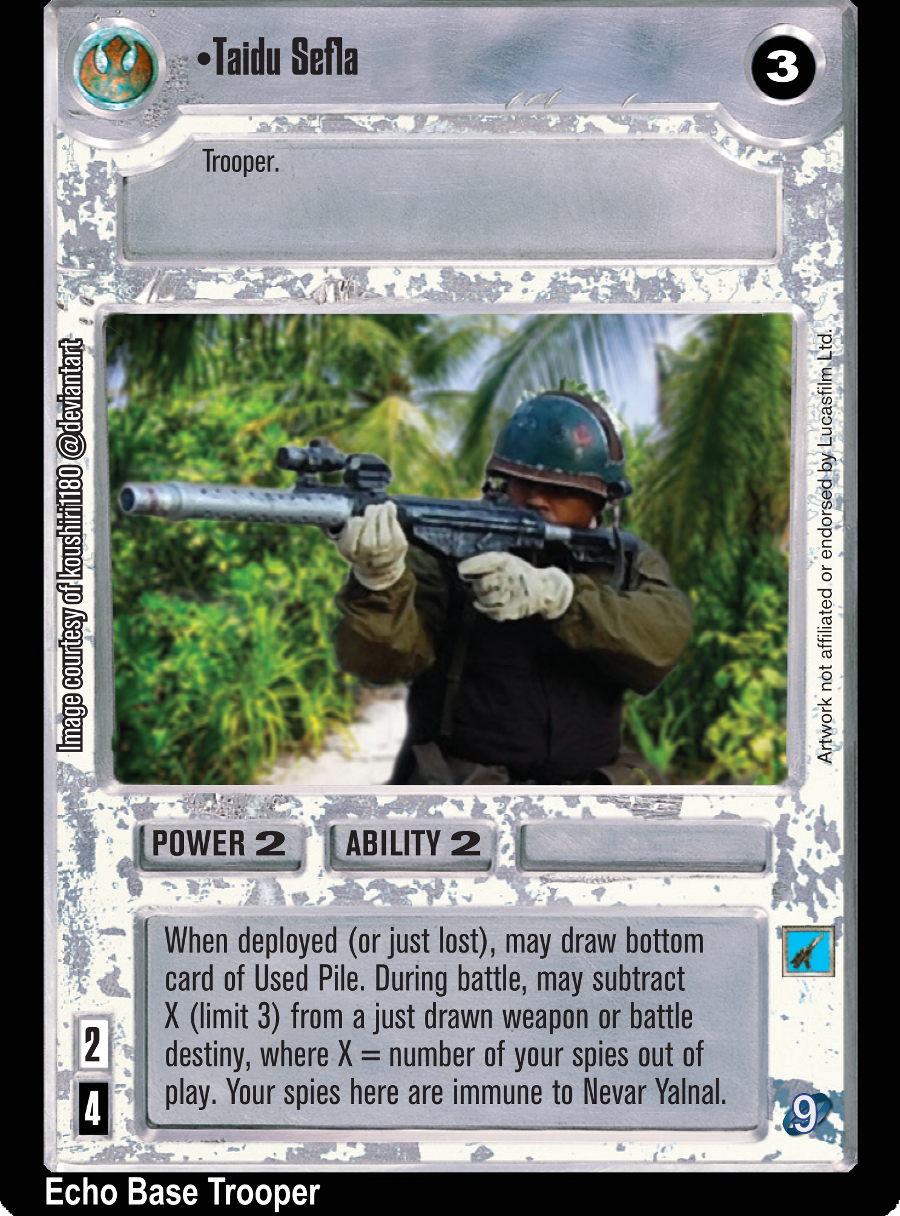 •Taidu Sefla
3
Trooper.
Image courtesy of koushirit180 @deviantart
Artwork not affiliated or endorsed by Lucasfilm Ltd.
POWER 2
ABILITY 2
When deployed (or just lost), may draw bottom
card of Used Pile. During battle, may subtract
X (limit 3) from a just drawn weapon or battle
destiny, where X = number of your spies out of
play. Your spies here are immune to Nevar Yalnal.
2
4
9
Echo Base Trooper